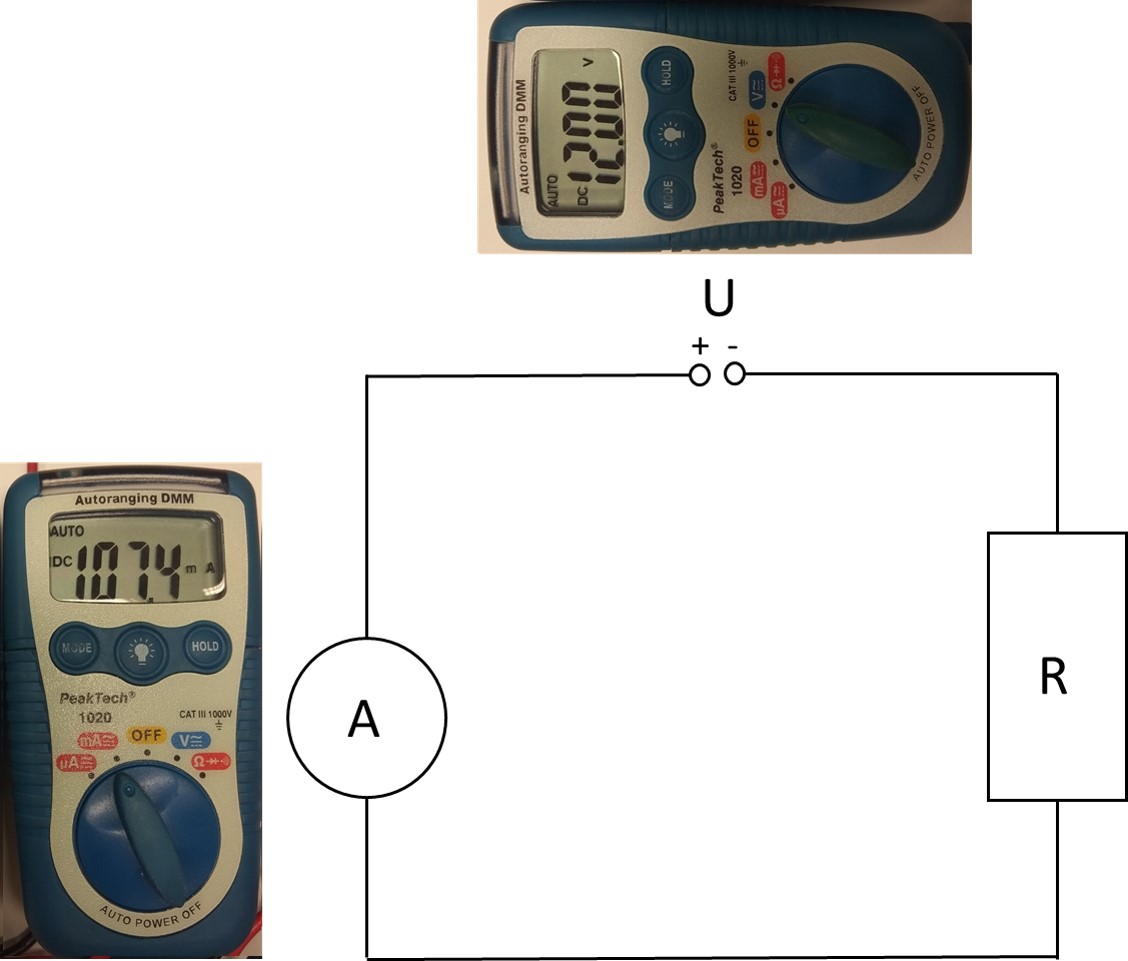 Autoranging DMM
AUTO
DC 12.00 V
MODE HOLD
PeakTech®
1020
CAT III 1000V
µA mA OFF V Ω
AUTO POWER OFF
U
+ -
Autoranging DMM
AUTO
DC 107.4 m A
MODE HOLD
PeakTech®
1020
CAT III 1000V
µA mA OFF V Ω
AUTO POWER OFF
A
R